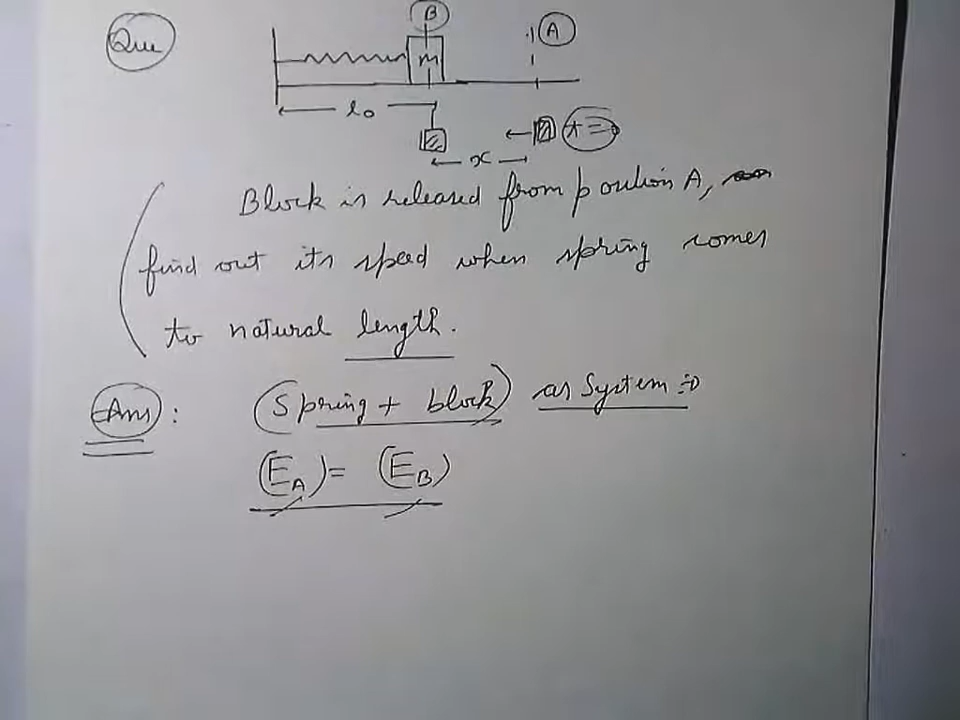 Que
B
A
m
l₀
t=0
x
Block is released from position A,
find out its speed when spring comes
to natural length.
Ans: (Spring + block) as System :-
(E_A) = (E_B)